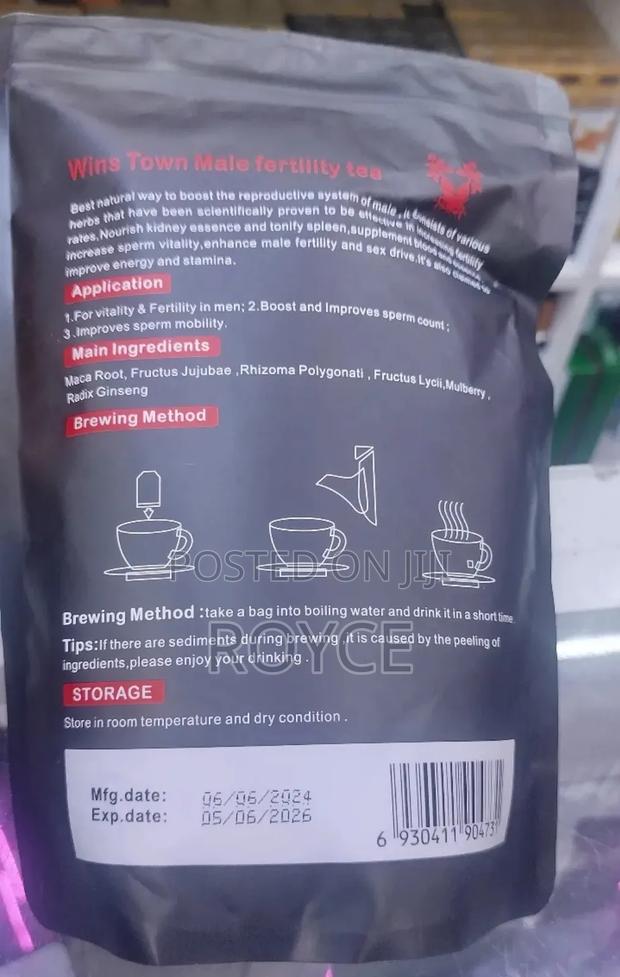 Wins Town Male fertility tea
Best natural way to boost the reproductive system of male , it consists of various
herbs that have been scientifically proven to be effective in increasing fertility
rates,Nourish kidney essence and tonify spleen,supplement blood and
increase sperm vitality,enhance male fertility and sex drive.It's also claimed to
improve energy and stamina.
Application
1.For vitality & Fertility in men; 2.Boost and Improves sperm count ;
3 .Improves sperm mobility.
Main Ingredients
Maca Root, Fructus Jujubae ,Rhizoma Polygonati , Fructus Lycii,Mulberry ,
Radix Ginseng
Brewing Method
POSTED ON JIJI
Brewing Method :take a bag into boiling water and drink it in a short time
ROYCE
Tips:If there are sediments during brewing ,it is caused by the peeling of
ingredients,please enjoy your drinking .
STORAGE
Store in room temperature and dry condition .
Mfg.date: 06/06/2024
Exp.date: 05/06/2026
6 930411 90473